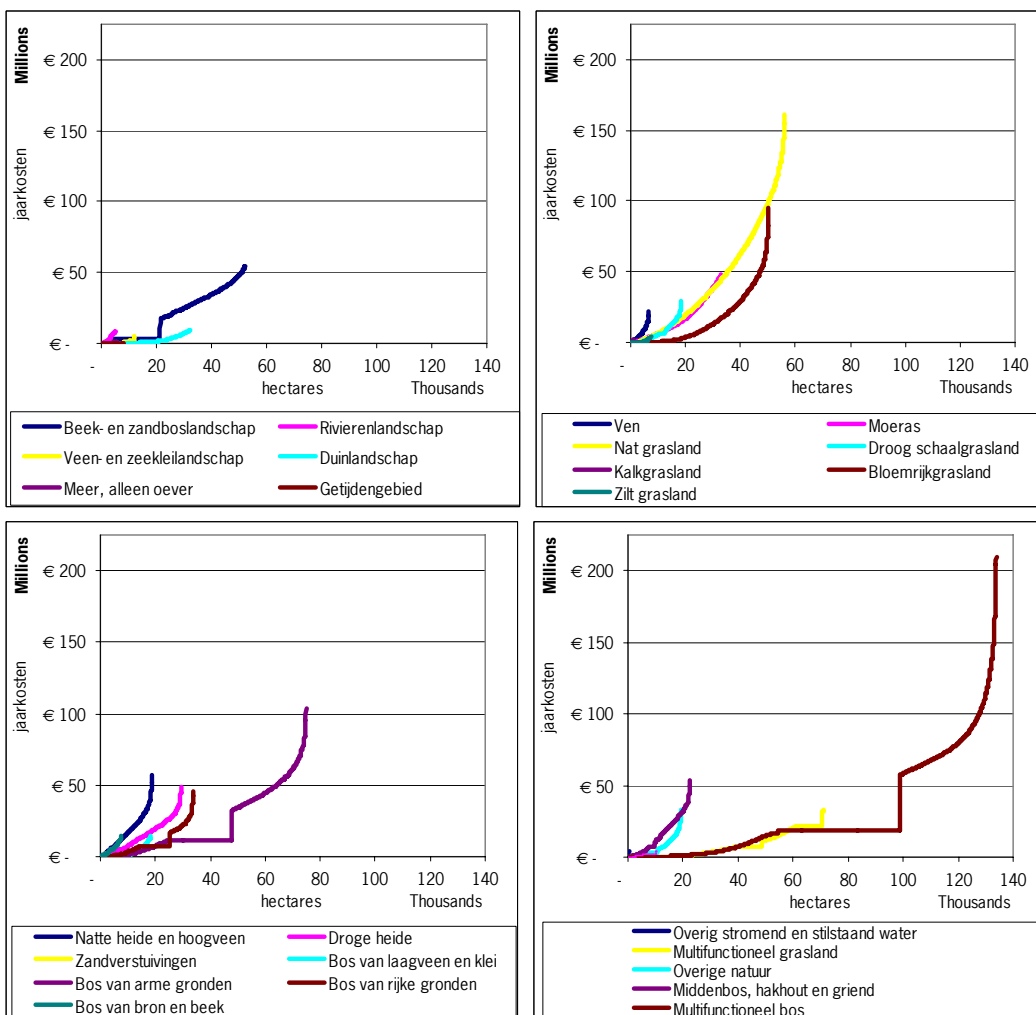 Millions
€ 200
€ 150
jaarkosten
€ 100
€ 50
€ -
- 20 40 60 80 100 120 140
hectares Thousands
Beek- en zandboslandschap Rivierenlandschap
Veen- en zeekleilandschap Duinlandschap
Meer, alleen oever Getijdengebied
Millions
€ 200
€ 150
jaarkosten
€ 100
€ 50
€ -
- 20 40 60 80 100 120 140
hectares Thousands
Ven Moeras
Nat grasland Droog schaalgrasland
Kalkgrasland Bloemrijkgrasland
Zilt grasland
Millions
€ 200
€ 150
jaarkosten
€ 100
€ 50
€ -
- 20 40 60 80 100 120 140
hectares Thousands
Natte heide en hoogveen Droge heide
Zandverstuivingen Bos van laagveen en klei
Bos van arme gronden Bos van rijke gronden
Bos van bron en beek
Millions
€ 200
€ 150
jaarkosten
€ 100
€ 50
€ -
- 20 40 60 80 100 120 140
hectares Thousands
Overig stromend en stilstaand water
Multifunctioneel grasland
Overige natuur
Middenbos, hakhout en griend
Multifunctioneel bos